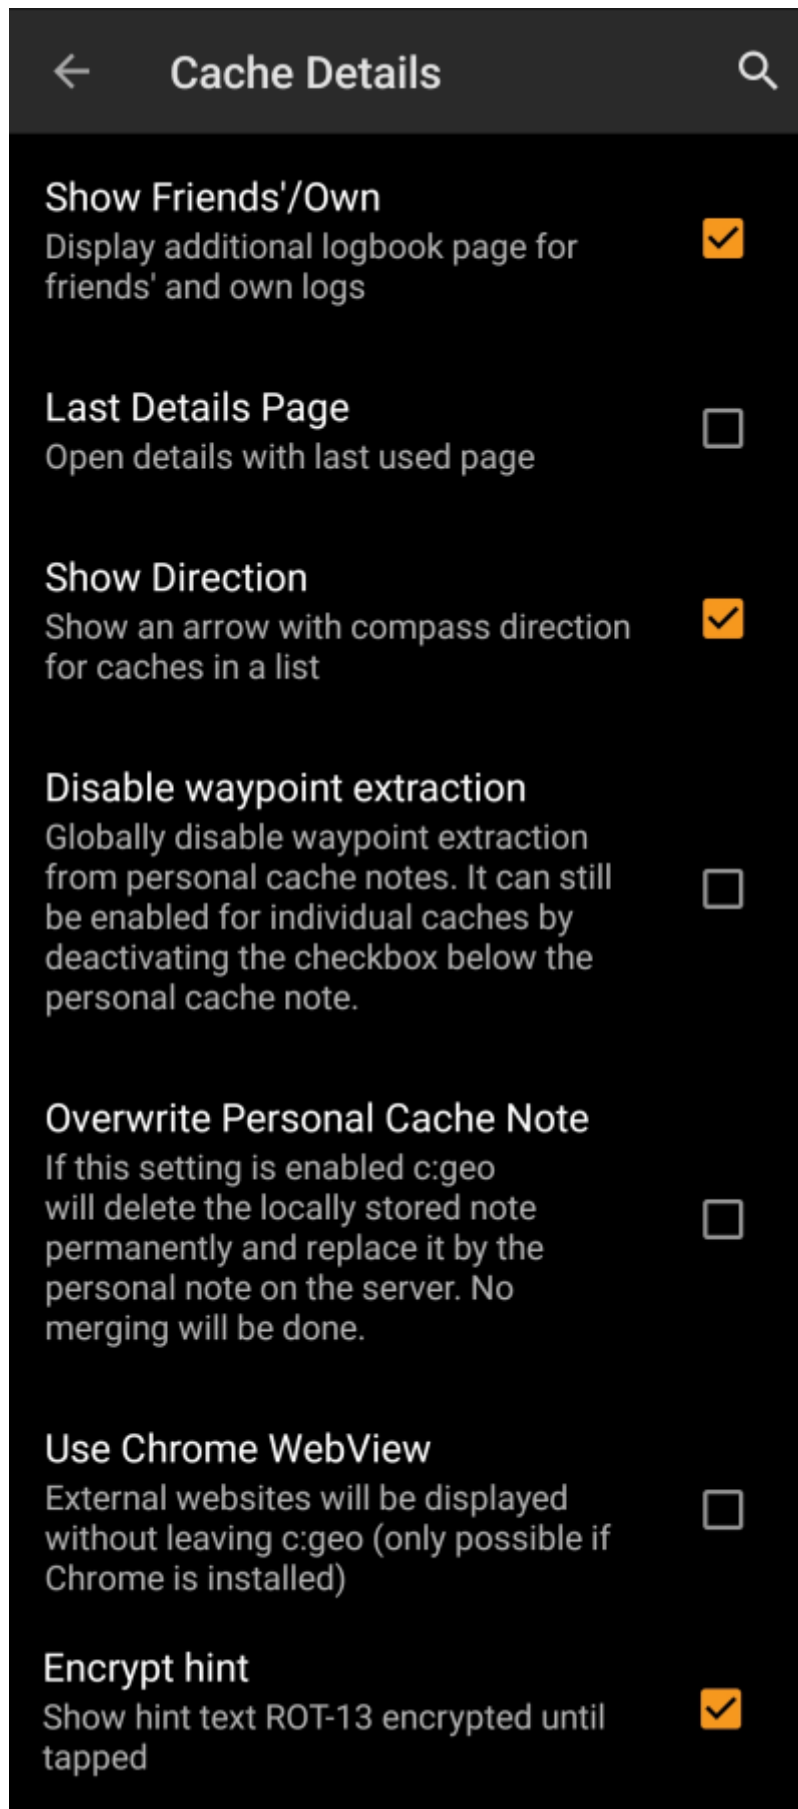 Cache Details
Show Friends'/Own
Display additional logbook page for
friends' and own logs
Last Details Page
Open details with last used page
Show Direction
Show an arrow with compass direction
for caches in a list
Disable waypoint extraction
Globally disable waypoint extraction
from personal cache notes. It can still
be enabled for individual caches by
deactivating the checkbox below the
personal cache note.
Overwrite Personal Cache Note
If this setting is enabled c:geo
will delete the locally stored note
permanently and replace it by the
personal note on the server. No
merging will be done.
Use Chrome WebView
External websites will be displayed
without leaving c:geo (only possible if
Chrome is installed)
Encrypt hint
Show hint text ROT-13 encrypted until
tapped